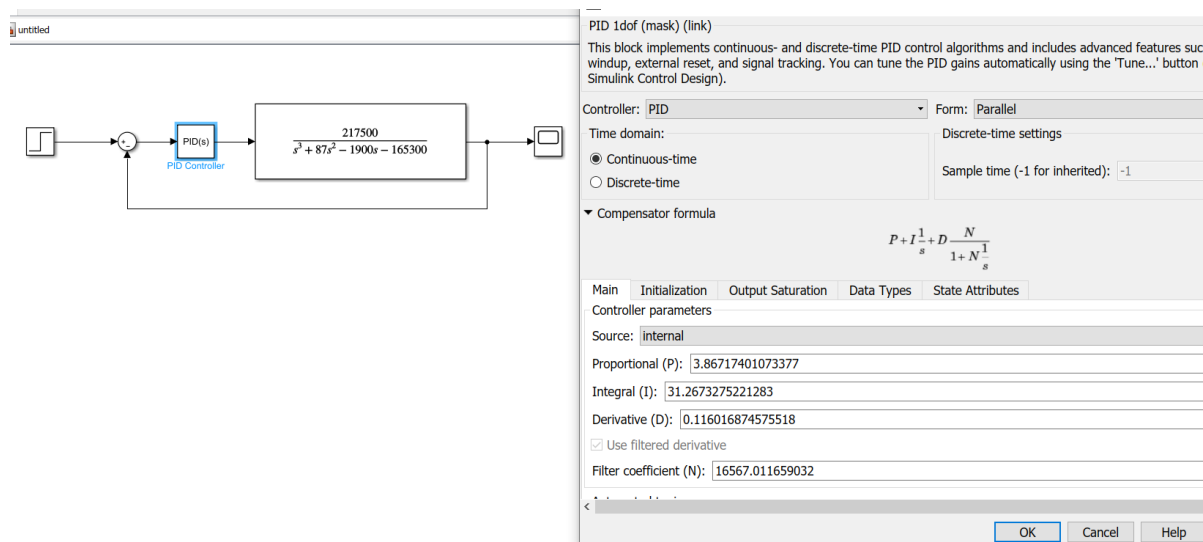 untitled
PID(s)
PID Controller
+
-
217500
s³ + 87s² − 1900s − 165300
PID 1dof (mask) (link)
This block implements continuous- and discrete-time PID control algorithms and includes advanced features suc
windup, external reset, and signal tracking. You can tune the PID gains automatically using the 'Tune...' button
Simulink Control Design).
Controller: PID Form: Parallel
Time domain: Discrete-time settings
Continuous-time
Discrete-time
Sample time (-1 for inherited): -1
Compensator formula
P + I 1/s + D N/(1 + N 1/s)
Main Initialization Output Saturation Data Types State Attributes
Controller parameters
Source: internal
Proportional (P): 3.86717401073377
Integral (I): 31.2673275221283
Derivative (D): 0.116016874575518
Use filtered derivative
Filter coefficient (N): 16567.011659032
OK Cancel Help